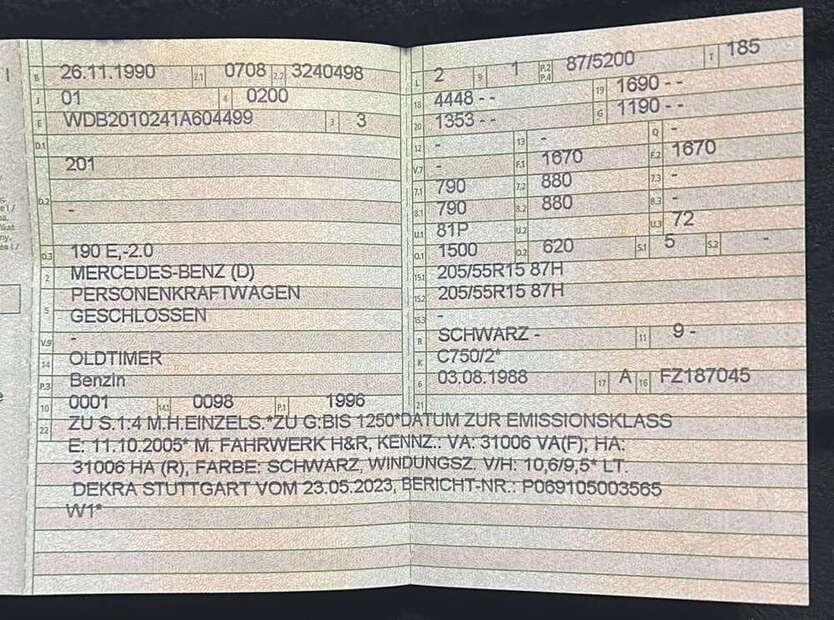 B 26.11.1990 2.1 0708 2.2 3240498
J 01 4 0200
E WDB2010241A604499 3 3
D.1
201
D.2 -
D.3 190 E,-2.0
2 MERCEDES-BENZ (D)
5 PERSONENKRAFTWAGEN
GESCHLOSSEN
V.9 -
14 OLDTIMER
P.3 Benzin
10 0001 14.1 0098 P.1 1996
L 2 9 1 P.2 P.4 87/5200 T 185
18 4448 - - 19 1690 - -
20 1353 - - G 1190 - -
12 - 13 - Q -
V.7 - F.1 1670 F.2 1670
7.1 790 7.2 880 7.3 -
8.1 790 8.2 880 8.3 -
U.1 81P U.2 U.3 72
O.1 1500 O.2 620 S.1 5 S.2 -
15.1 205/55R15 87H
15.2 205/55R15 87H
15.3 -
R SCHWARZ - 11 9 -
K C750/2*
6 03.08.1988 17 A 16 FZ187045
21
22 ZU S.1:4 M.H.EINZELS.*ZU G:BIS 1250*DATUM ZUR EMISSIONSKLASS
E: 11.10.2005* M. FAHRWERK H&R, KENNZ.: VA: 31006 VA(F), HA:
31006 HA (R), FARBE: SCHWARZ, WINDUNGSZ. V/H: 10,6/9,5* LT.
DEKRA STUTTGART VOM 23.05.2023, BERICHT-NR.: P069105003565
W1*